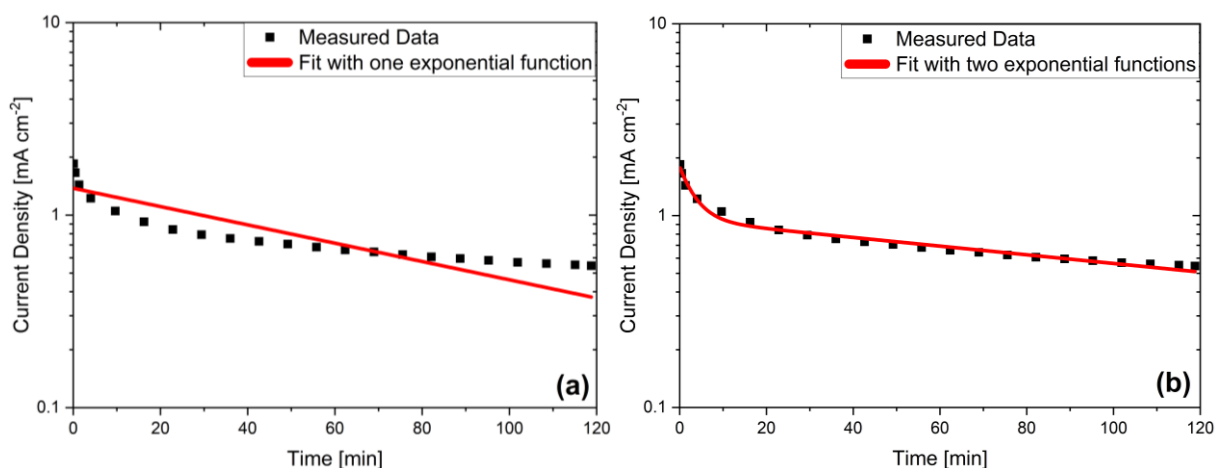 10
Measured Data
Fit with one exponential function
1
0.1
Current Density [mA cm-2]
(a)
0 20 40 60 80 100 120
Time [min]
10
Measured Data
Fit with two exponential functions
1
0.1
Current Density [mA cm-2]
(b)
0 20 40 60 80 100 120
Time [min]